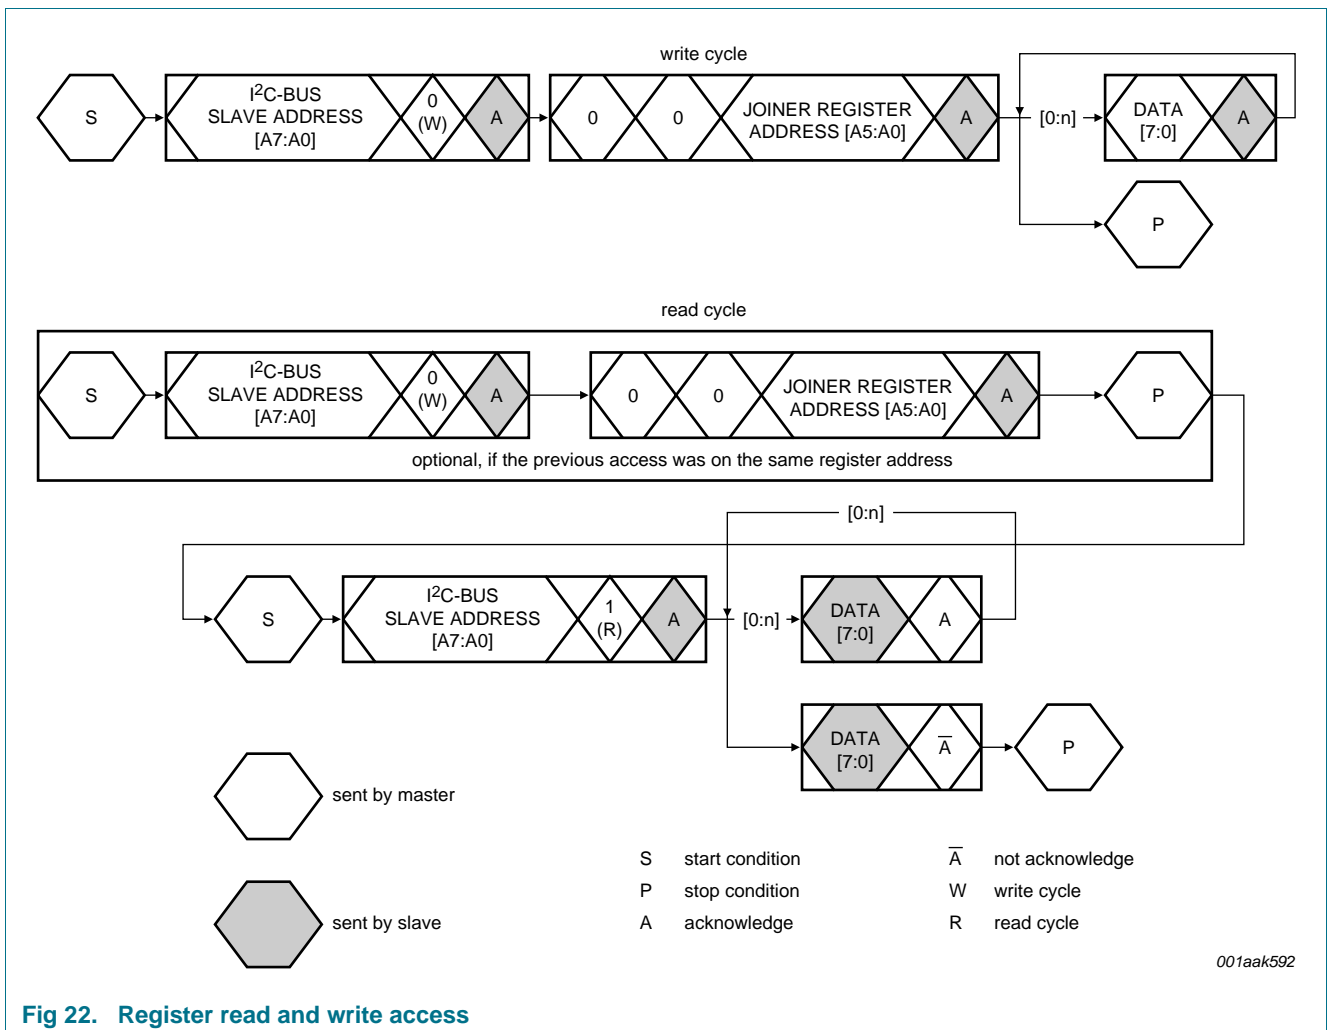 write cycle
S
I2C-BUS
SLAVE ADDRESS
[A7:A0]
0
(W)
A
0
0
JOINER REGISTER
ADDRESS [A5:A0]
A
[0:n]
DATA
[7:0]
A
P
read cycle
S
I2C-BUS
SLAVE ADDRESS
[A7:A0]
0
(W)
A
0
0
JOINER REGISTER
ADDRESS [A5:A0]
A
P
optional, if the previous access was on the same register address
[0:n]
S
I2C-BUS
SLAVE ADDRESS
[A7:A0]
1
(R)
A
[0:n]
DATA
[7:0]
A
DATA
[7:0]
A̅
P
sent by master
S start condition
A̅ not acknowledge
P stop condition
W write cycle
sent by slave
A acknowledge
R read cycle
001aak592
Fig 22. Register read and write access